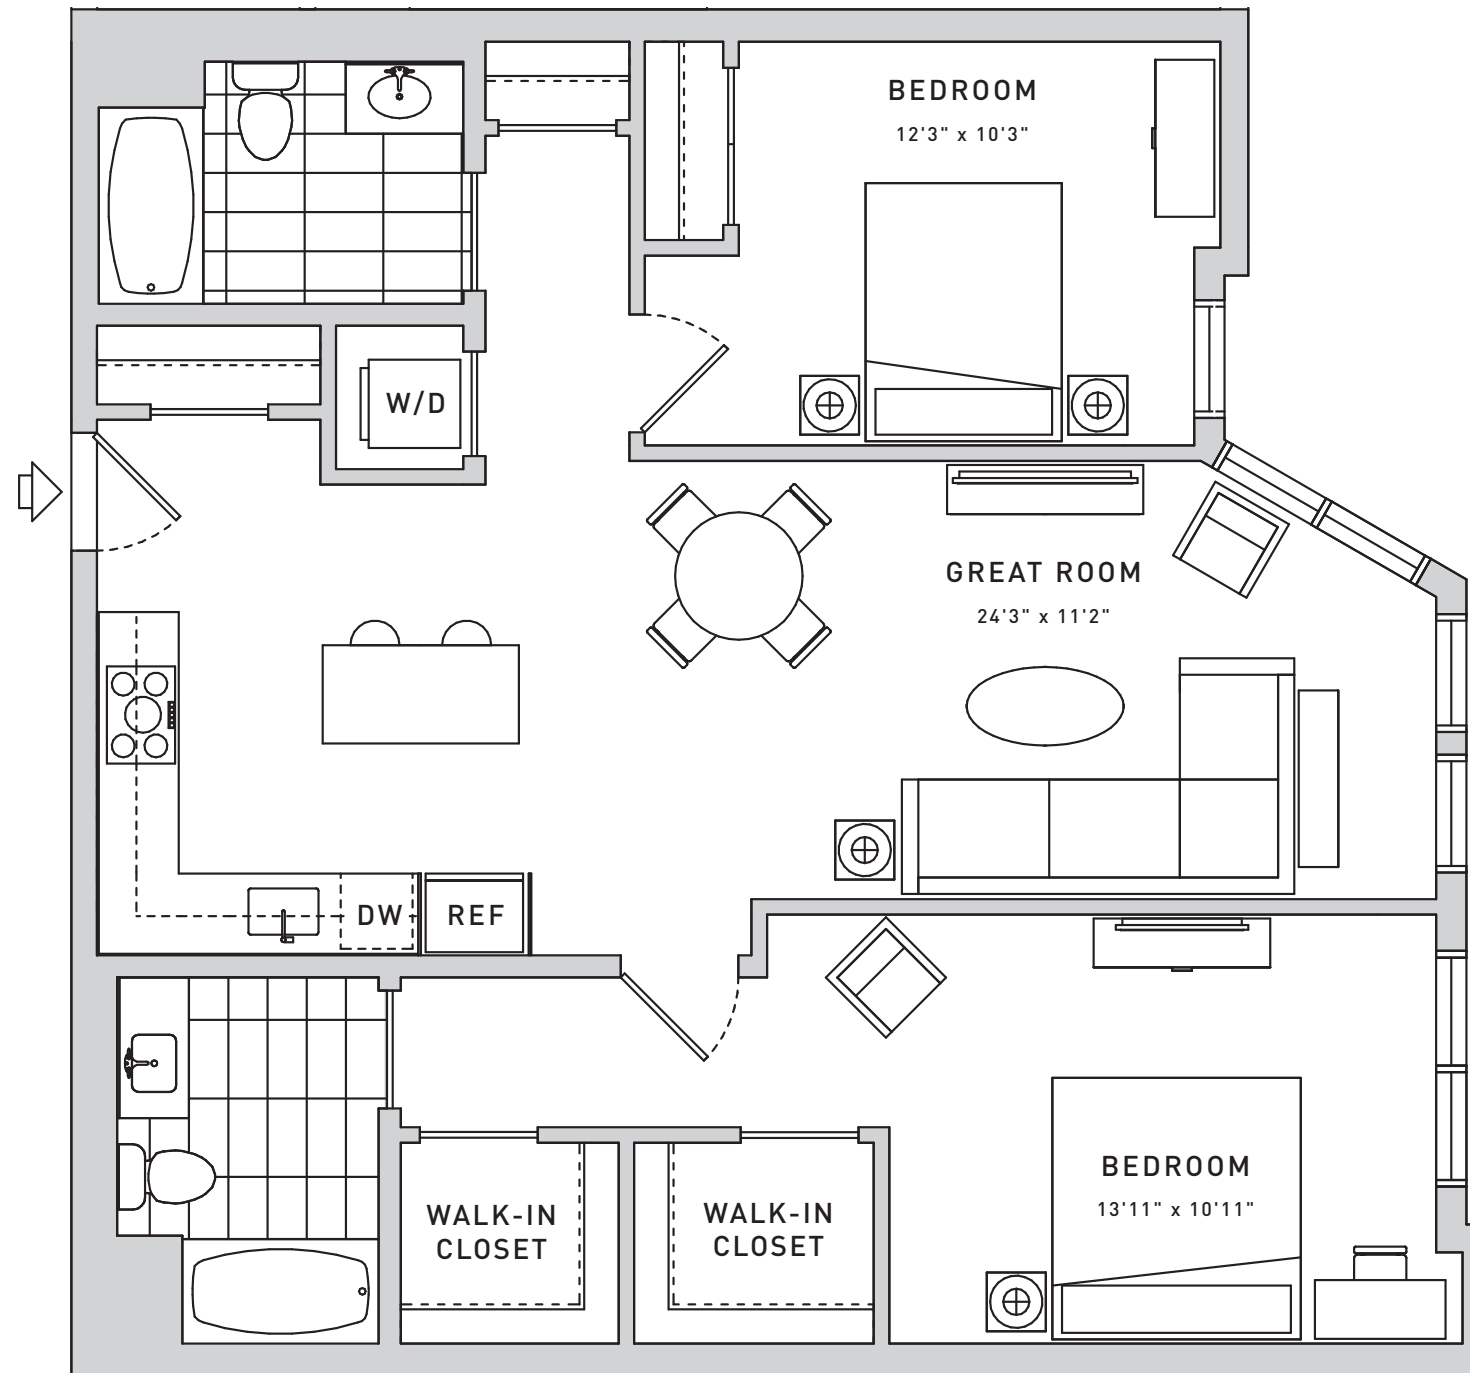 BEDROOM
12'3" x 10'3"
W/D
GREAT ROOM
24'3" x 11'2"
DW
REF
BEDROOM
13'11" x 10'11"
WALK-IN
CLOSET
WALK-IN
CLOSET